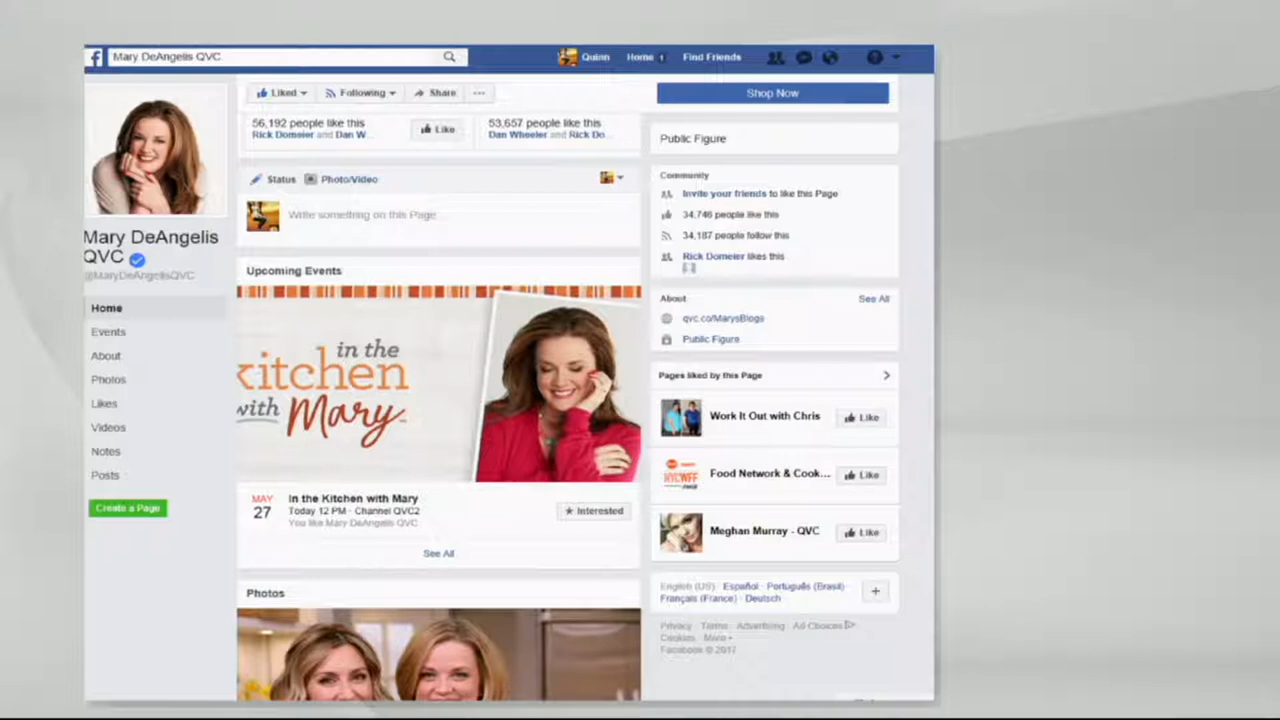 Mary DeAngelis QVC
Quinn
Home 1
Find Friends
Liked
Following
Share
Shop Now
56,192 people like this
Rick Domeier and Dan W...
Like
53,657 people like this
Dan Wheeler and Rick Do...
Status
Photo/Video
Write something on this Page...
Mary DeAngelis
QVC
@MaryDeAngelisQVC
Home
Events
About
Photos
Likes
Videos
Notes
Posts
Create a Page
Upcoming Events
in the
kitchen
with Mary
MAY
27
In the Kitchen with Mary
Today 12 PM · Channel QVC2
You like Mary DeAngelis QVC
Interested
See All
Photos
Public Figure
Community
Invite your friends to like this Page
34,746 people like this
34,187 people follow this
Rick Domeier likes this
About
See All
qvc.co/MarysBlogs
Public Figure
Pages liked by this Page
Work It Out with Chris
Like
Food Network & Cook...
Like
NYCWFF
Meghan Murray - QVC
Like
English (US) · Español · Português (Brasil) ·
Français (France) · Deutsch
Privacy · Terms · Advertising · Ad Choices
Cookies · More
Facebook © 2017